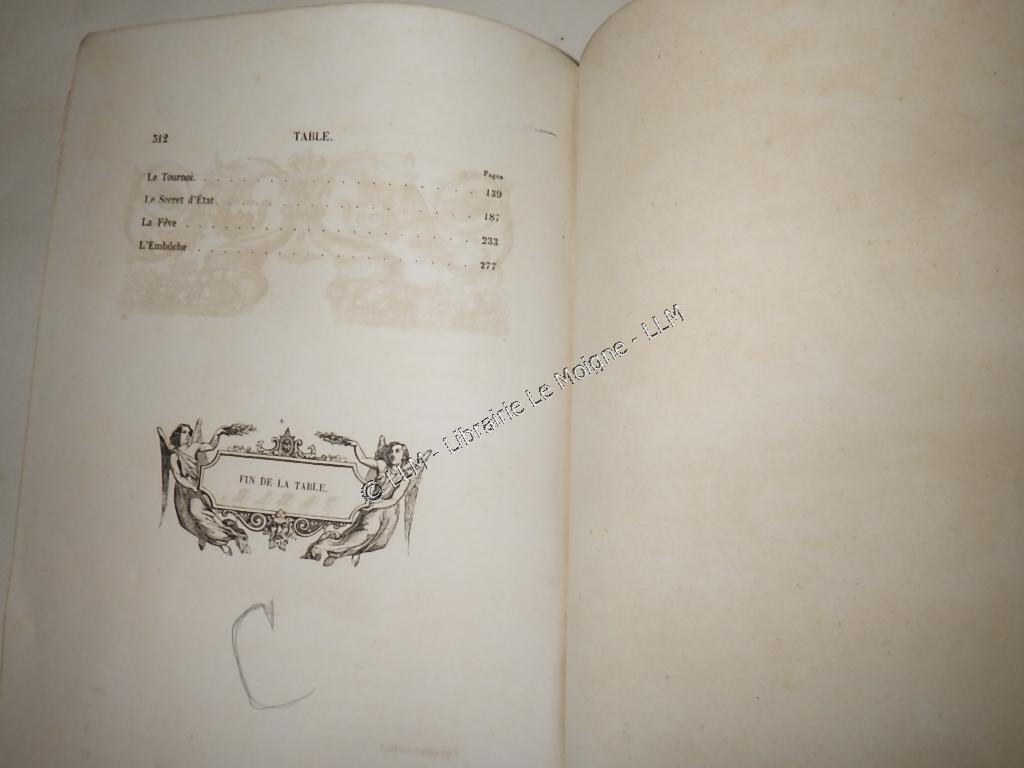 312 TABLE.
Pages
Le Tournoi. . . . . . . . . . . . . . . . 139
Le Secret d'État. . . . . . . . . . . . . . . 187
La Fève . . . . . . . . . . . . . . . . 233
L'Embûche . . . . . . . . . . . . . . . 277
FIN DE LA TABLE.
© LLM - Librairie Le Moigne - LLM
C